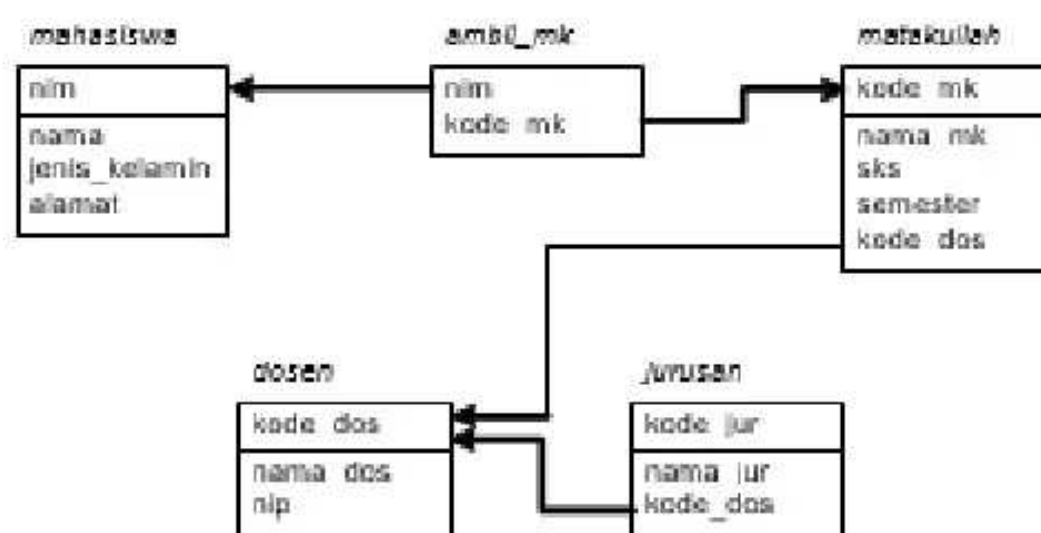 mahasiswa
nim
nama
jenis_kelamin
alamat
ambil_mk
nim
kode_mk
matakuliah
kode_mk
nama_mk
sks
semester
kode_dos
dosen
kode_dos
nama_dos
nip
jurusan
kode_jur
nama_jur
kode_dos